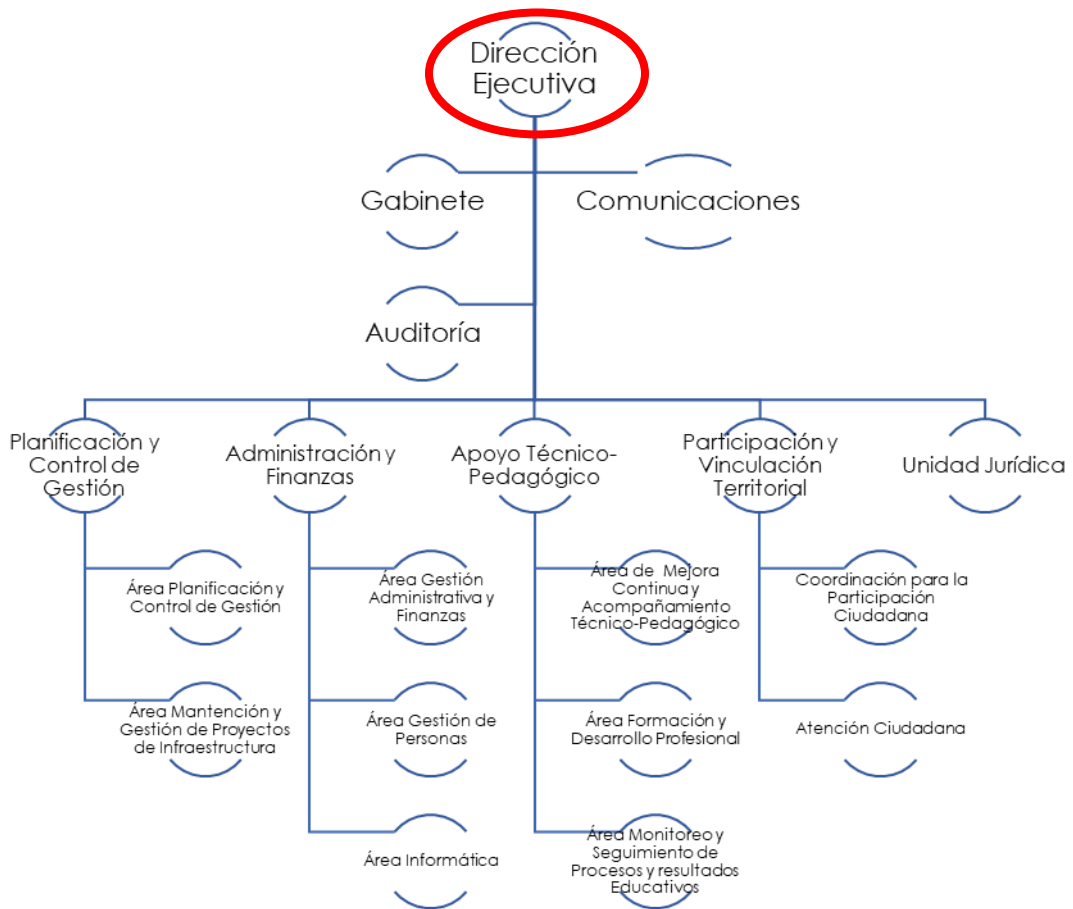 Dirección
Ejecutiva
Gabinete
Comunicaciones
Auditoría
Planificación y
Control de
Gestión
Administración y
Finanzas
Apoyo Técnico-
Pedagógico
Participación y
Vinculación
Territorial
Unidad Jurídica
Área Planificación y
Control de Gestión
Área Gestión
Administrativa y
Finanzas
Área de Mejora
Continua y
Acompañamiento
Técnico-Pedagógico
Coordinación para la
Participación
Ciudadana
Área Mantención y
Gestión de Proyectos
de Infraestructura
Área Gestión de
Personas
Área Formación y
Desarrollo Profesional
Atención Ciudadana
Área Informática
Área Monitoreo y
Seguimiento de
Procesos y resultados
Educativos